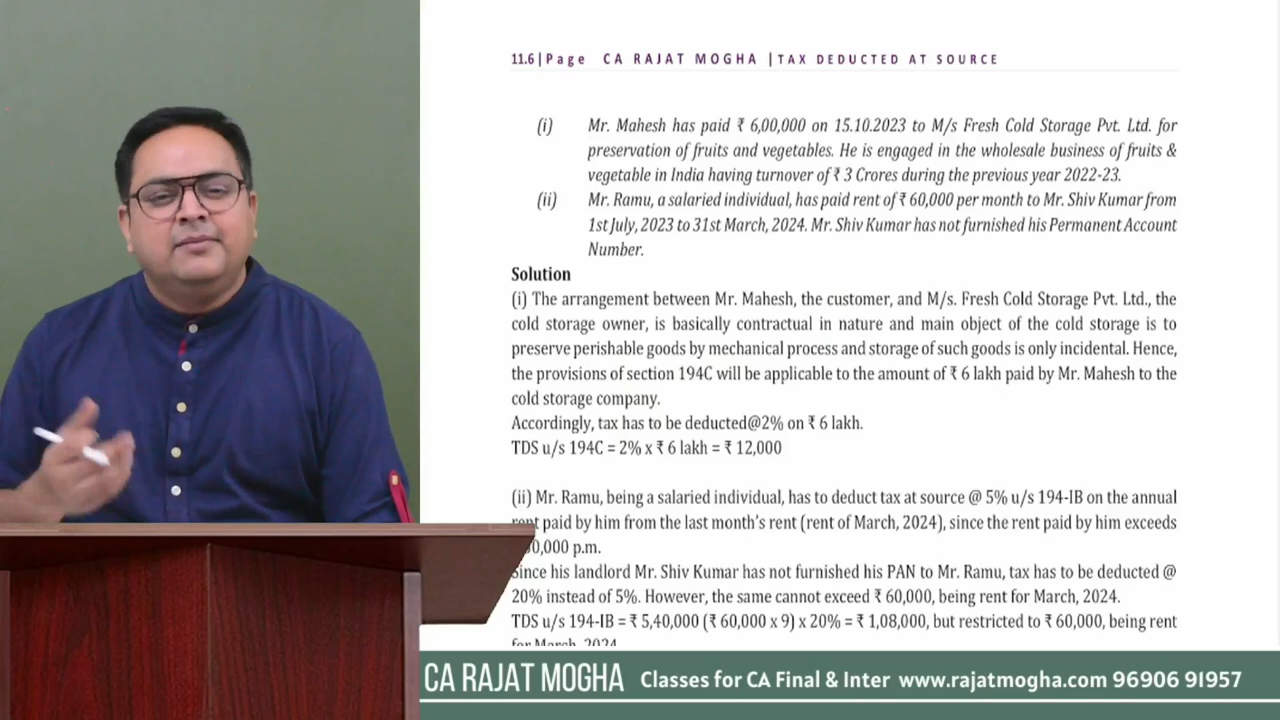 11.6|Page CA RAJAT MOGHA |TAX DEDUCTED AT SOURCE
(i) Mr. Mahesh has paid ₹ 6,00,000 on 15.10.2023 to M/s Fresh Cold Storage Pvt. Ltd. for
preservation of fruits and vegetables. He is engaged in the wholesale business of fruits &
vegetable in India having turnover of ₹ 3 Crores during the previous year 2022-23.
(ii) Mr. Ramu, a salaried individual, has paid rent of ₹ 60,000 per month to Mr. Shiv Kumar from
1st July, 2023 to 31st March, 2024. Mr. Shiv Kumar has not furnished his Permanent Account
Number.
Solution
(i) The arrangement between Mr. Mahesh, the customer, and M/s. Fresh Cold Storage Pvt. Ltd., the
cold storage owner, is basically contractual in nature and main object of the cold storage is to
preserve perishable goods by mechanical process and storage of such goods is only incidental. Hence,
the provisions of section 194C will be applicable to the amount of ₹ 6 lakh paid by Mr. Mahesh to the
cold storage company.
Accordingly, tax has to be deducted@2% on ₹ 6 lakh.
TDS u/s 194C = 2% x ₹ 6 lakh = ₹ 12,000
(ii) Mr. Ramu, being a salaried individual, has to deduct tax at source @ 5% u/s 194-IB on the annual
rent paid by him from the last month's rent (rent of March, 2024), since the rent paid by him exceeds
0,000 p.m.
Since his landlord Mr. Shiv Kumar has not furnished his PAN to Mr. Ramu, tax has to be deducted @
20% instead of 5%. However, the same cannot exceed ₹ 60,000, being rent for March, 2024.
TDS u/s 194-IB = ₹ 5,40,000 (₹ 60,000 x 9) x 20% = ₹ 1,08,000, but restricted to ₹ 60,000, being rent
for March, 2024
CA RAJAT MOGHA Classes for CA Final & Inter www.rajatmogha.com 96906 91957